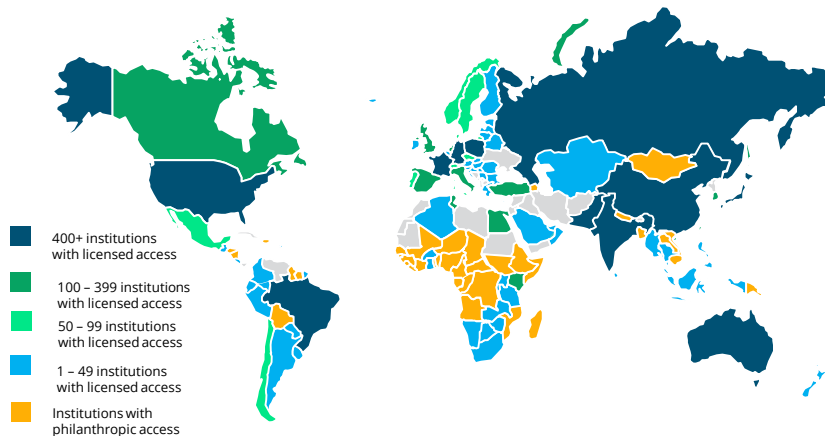 400+ institutions
with licensed access
100 – 399 institutions
with licensed access
50 – 99 institutions
with licensed access
1 – 49 institutions
with licensed access
Institutions with
philanthropic access